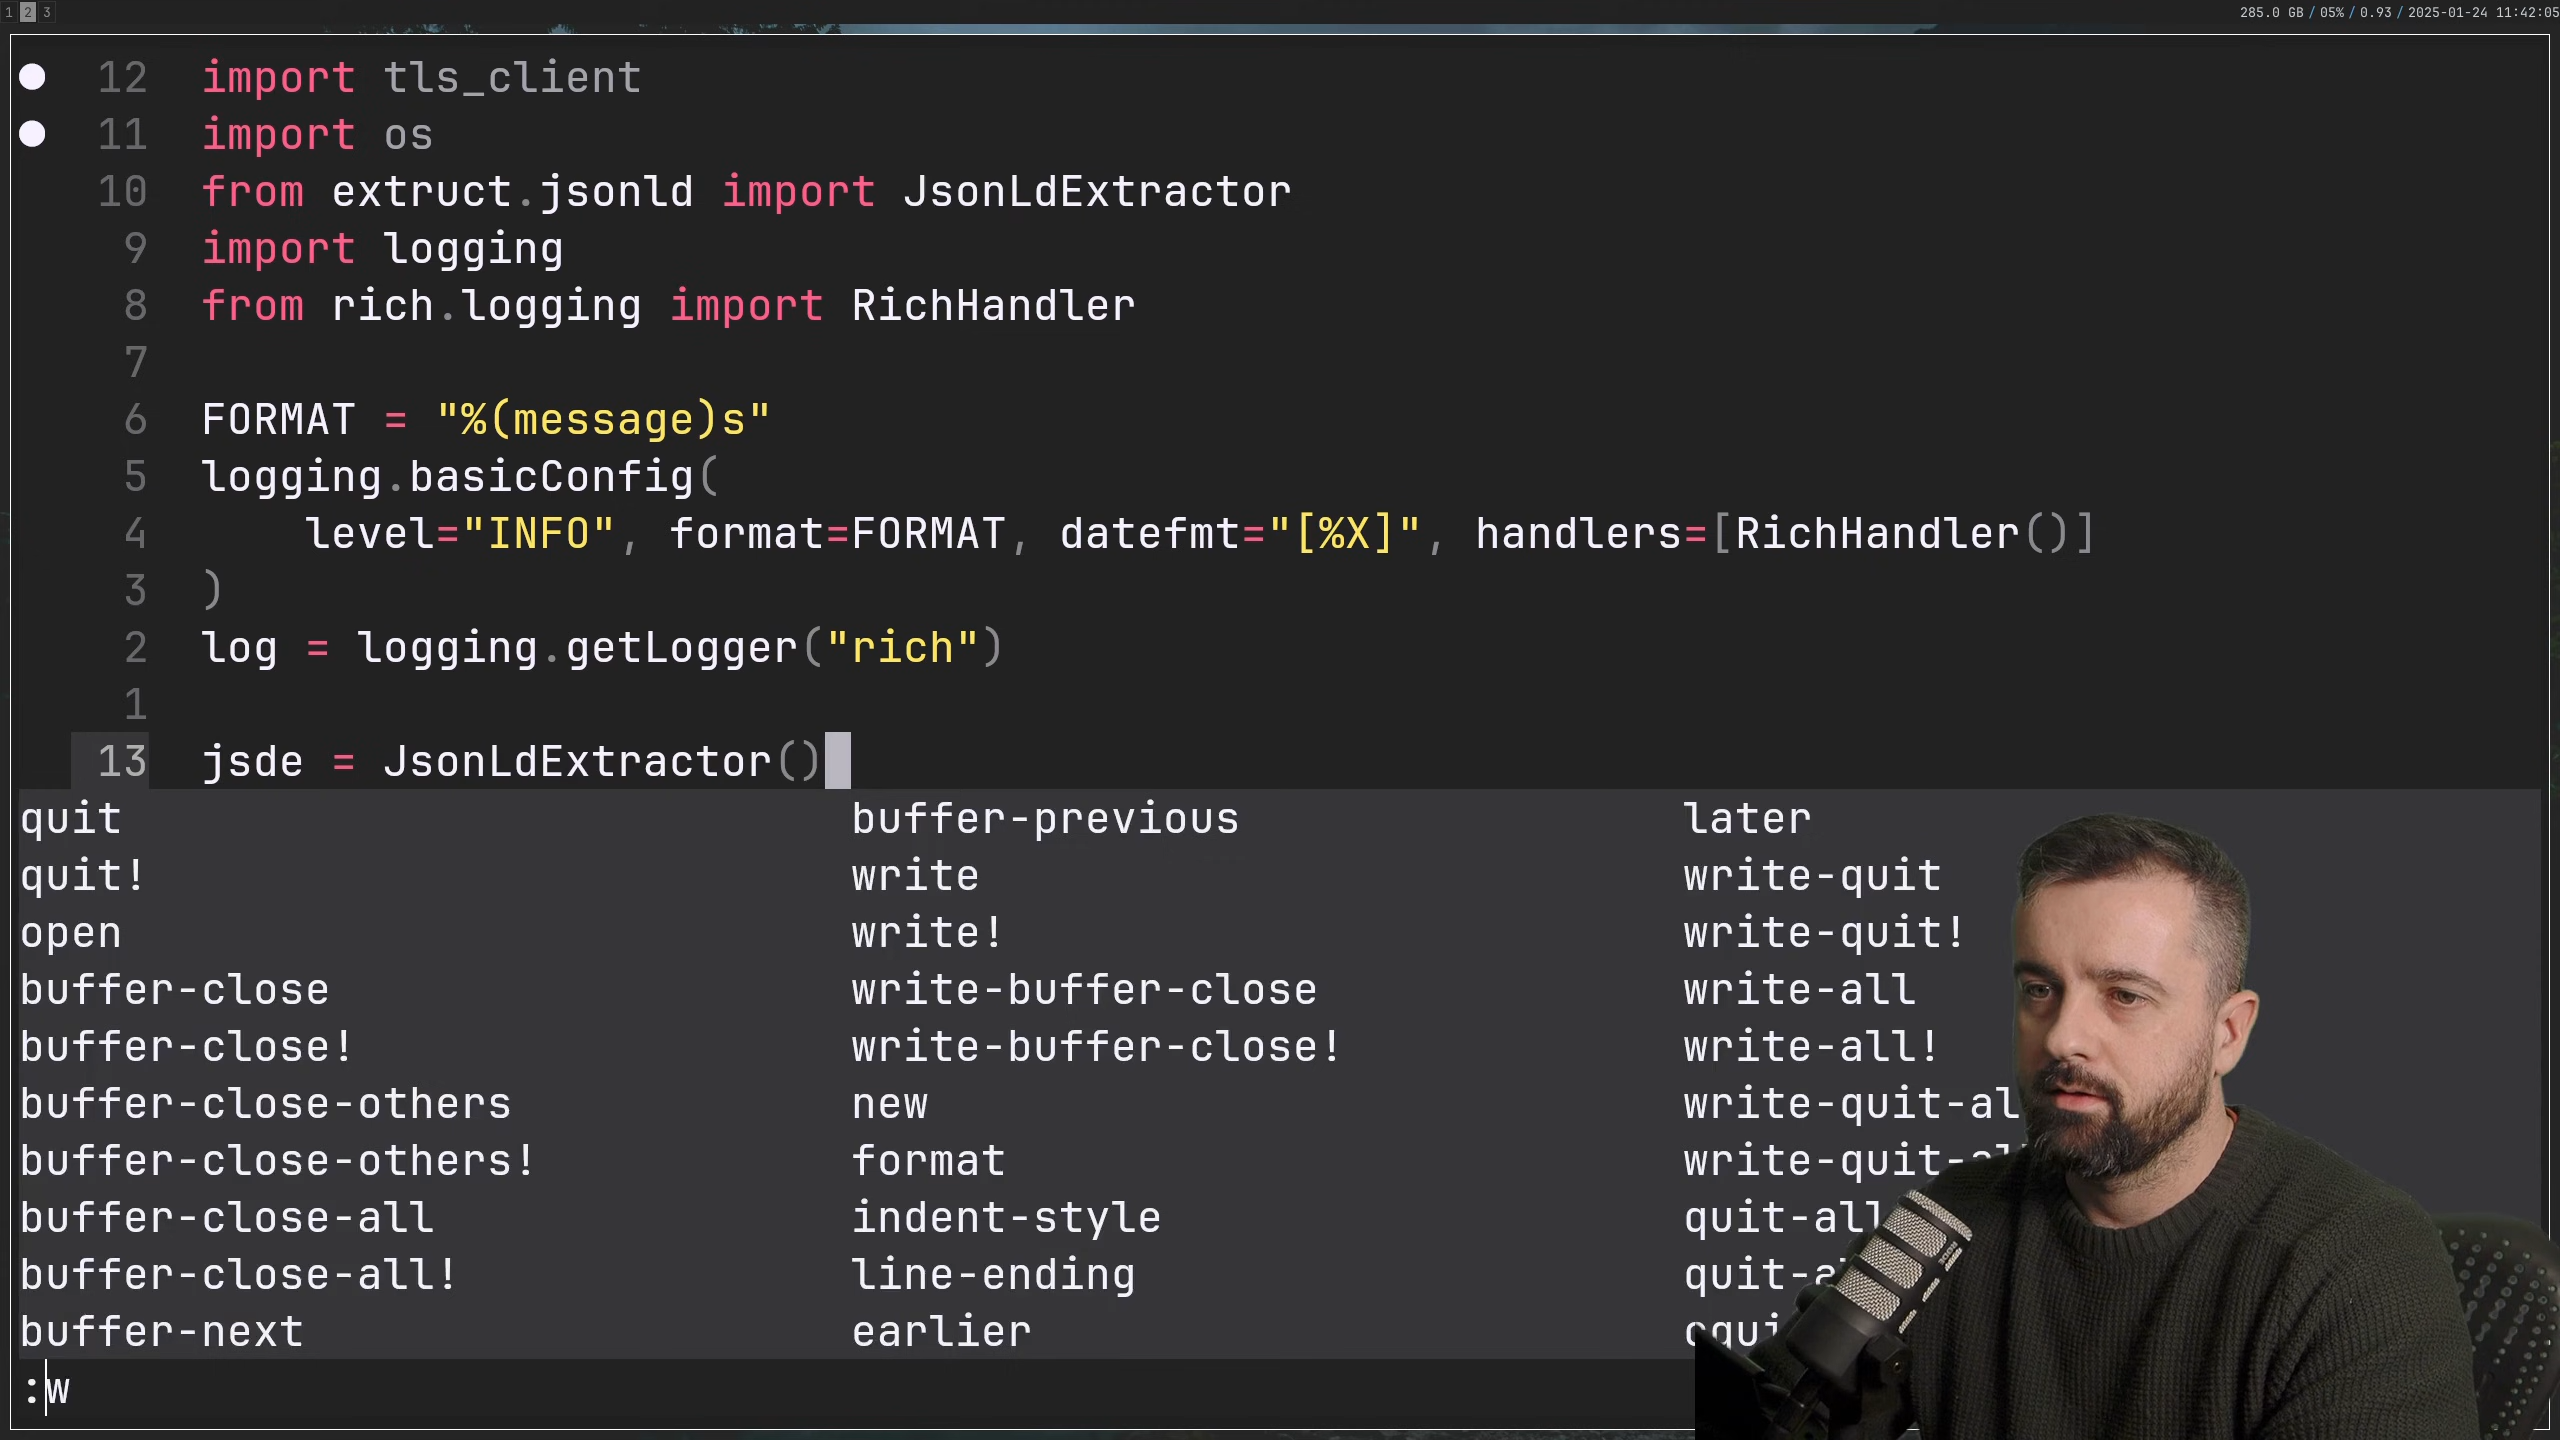 1 2 3
285.0 GB / 05% / 0.93 / 2025-01-24 11:42:05
12 import tls_client
11 import os
10 from extruct.jsonld import JsonLdExtractor
9 import logging
8 from rich.logging import RichHandler
7
6 FORMAT = "%(message)s"
5 logging.basicConfig(
4 level="INFO", format=FORMAT, datefmt="[%X]", handlers=[RichHandler()]
3 )
2 log = logging.getLogger("rich")
1
13 jsde = JsonLdExtractor()
quit buffer-previous later
quit! write write-quit
open write! write-quit!
buffer-close write-buffer-close write-all
buffer-close! write-buffer-close! write-all!
buffer-close-others new
buffer-close-others! format
buffer-close-all indent-style quit-all
buffer-close-all! line-ending
buffer-next earlier
:w